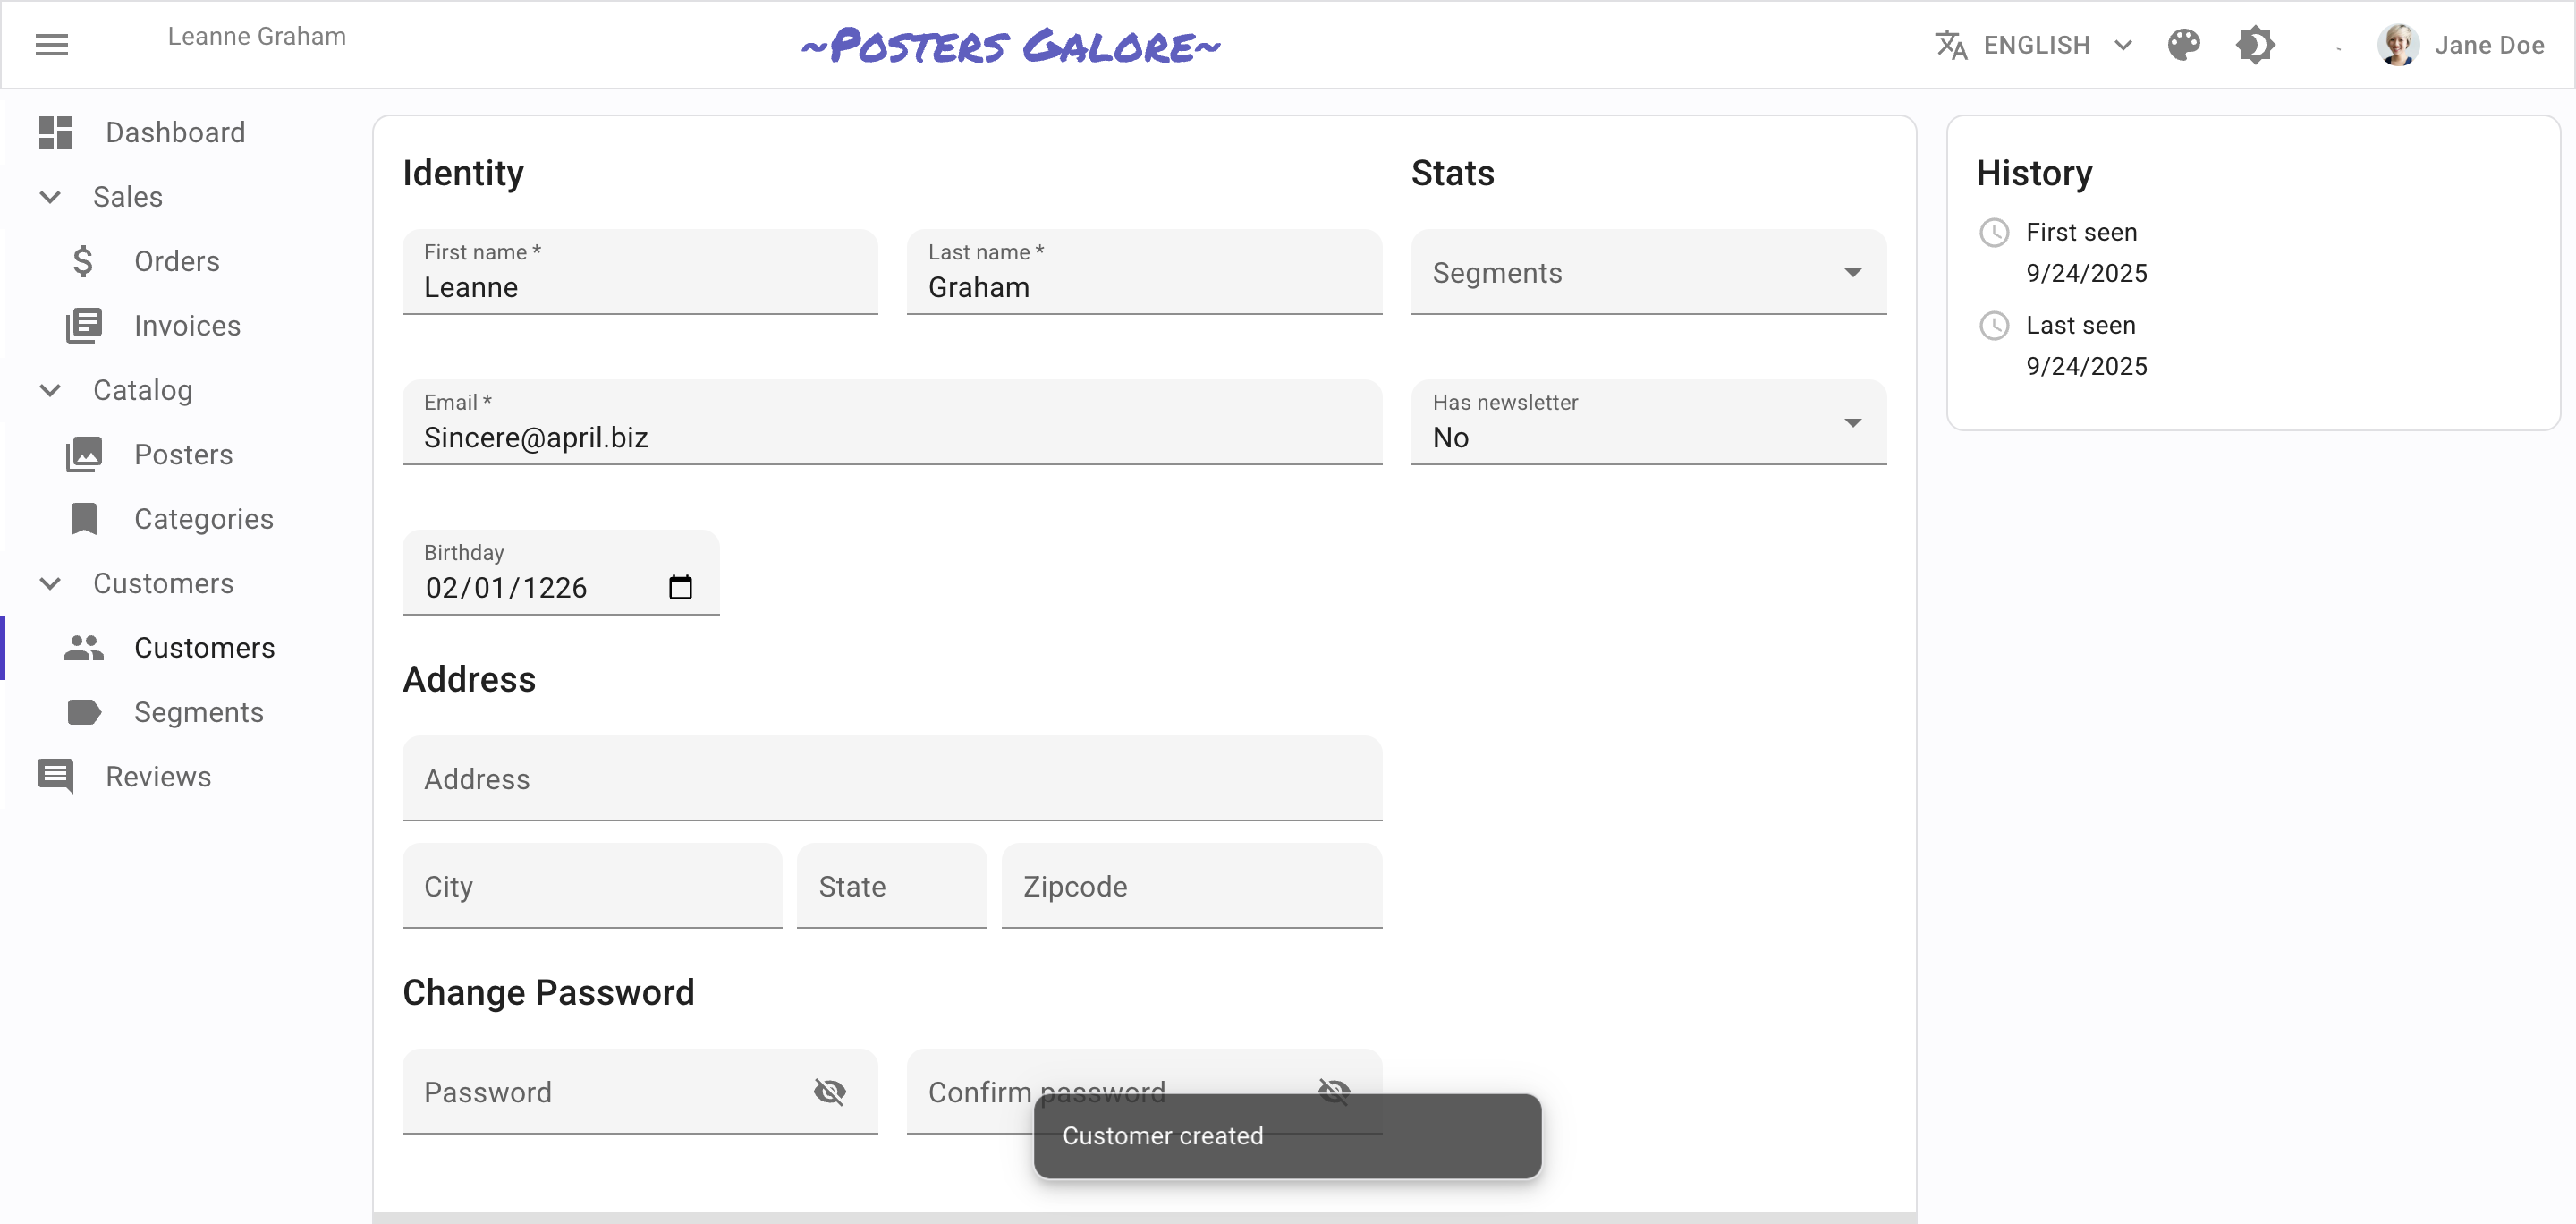 Leanne Graham
~Posters Galore~
ENGLISH
Jane Doe
Dashboard
Sales
Orders
Invoices
Catalog
Posters
Categories
Customers
Customers
Segments
Reviews
Identity
First name *
Leanne
Last name *
Graham
Email *
Sincere@april.biz
Birthday
02/01/1226
Stats
Segments
Has newsletter
No
Address
Address
City
State
Zipcode
Change Password
Password
Confirm password
Customer created
History
First seen
9/24/2025
Last seen
9/24/2025